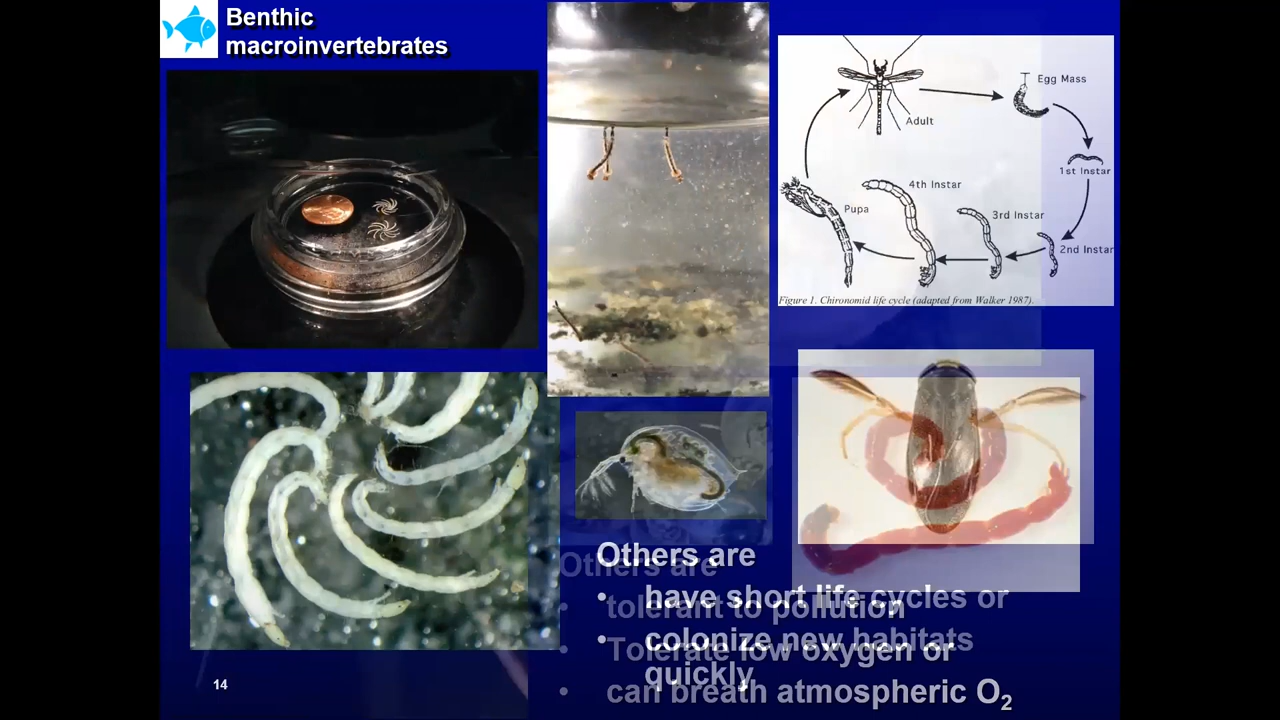 Benthic
macroinvertebrates
Adult
Egg Mass
1st Instar
2nd Instar
3rd Instar
4th Instar
Pupa
Figure 1. Chironomid life cycle (adapted from Walker 1987).
Others are
• have short life cycles or
• colonize new habitats
quickly
Others are
• tolerant to pollution
• Tolerate low oxygen or
• can breath atmospheric O2
14